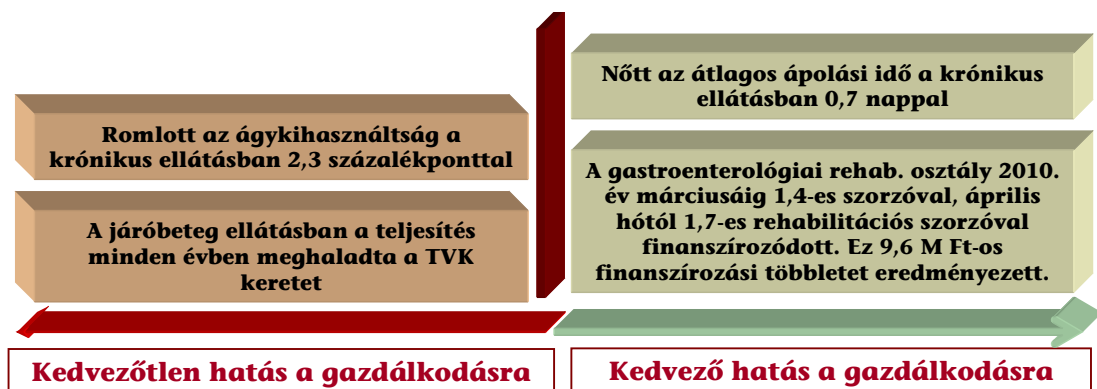 Romlott az ágykihasználtság a
krónikus ellátásban 2,3 százalékponttal
A járóbeteg ellátásban a teljesítés
minden évben meghaladta a TVK
keretet
Kedvezőtlen hatás a gazdálkodásra
Nőtt az átlagos ápolási idő a krónikus
ellátásban 0,7 nappal
A gastroenterológiai rehab. osztály 2010.
év márciusáig 1,4-es szorzóval, április
hótól 1,7-es rehabilitációs szorzóval
finanszírozódott. Ez 9,6 M Ft-os
finanszírozási többletet eredményezett.
Kedvező hatás a gazdálkodásra